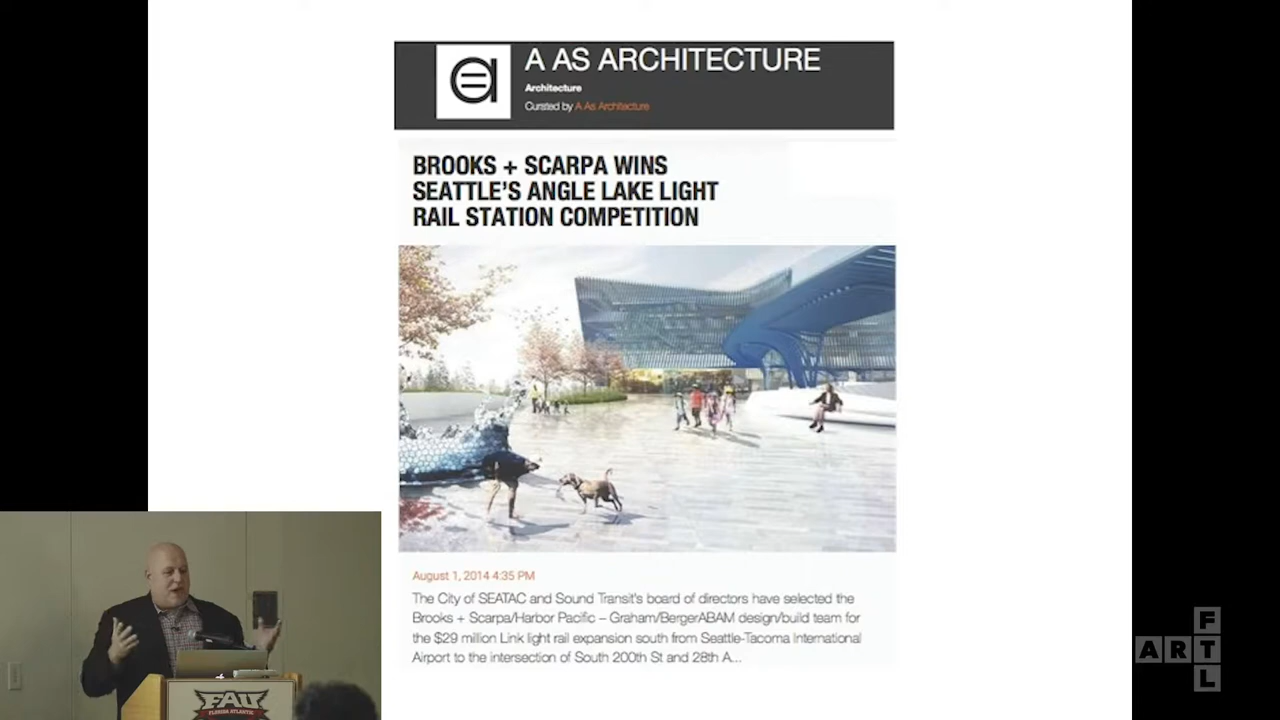 A AS ARCHITECTURE
Architecture
Curated by A As Architecture
BROOKS + SCARPA WINS
SEATTLE'S ANGLE LAKE LIGHT
RAIL STATION COMPETITION
August 1, 2014 4:35 PM
The City of SEATAC and Sound Transit's board of directors have selected the
Brooks + Scarpa/Harbor Pacific – Graham/BergerABAM design/build team for
the $29 million Link light rail expansion south from Seattle-Tacoma International
Airport to the intersection of South 200th St and 28th A...
FAU
FLORIDA ATLANTIC
ART
FTL